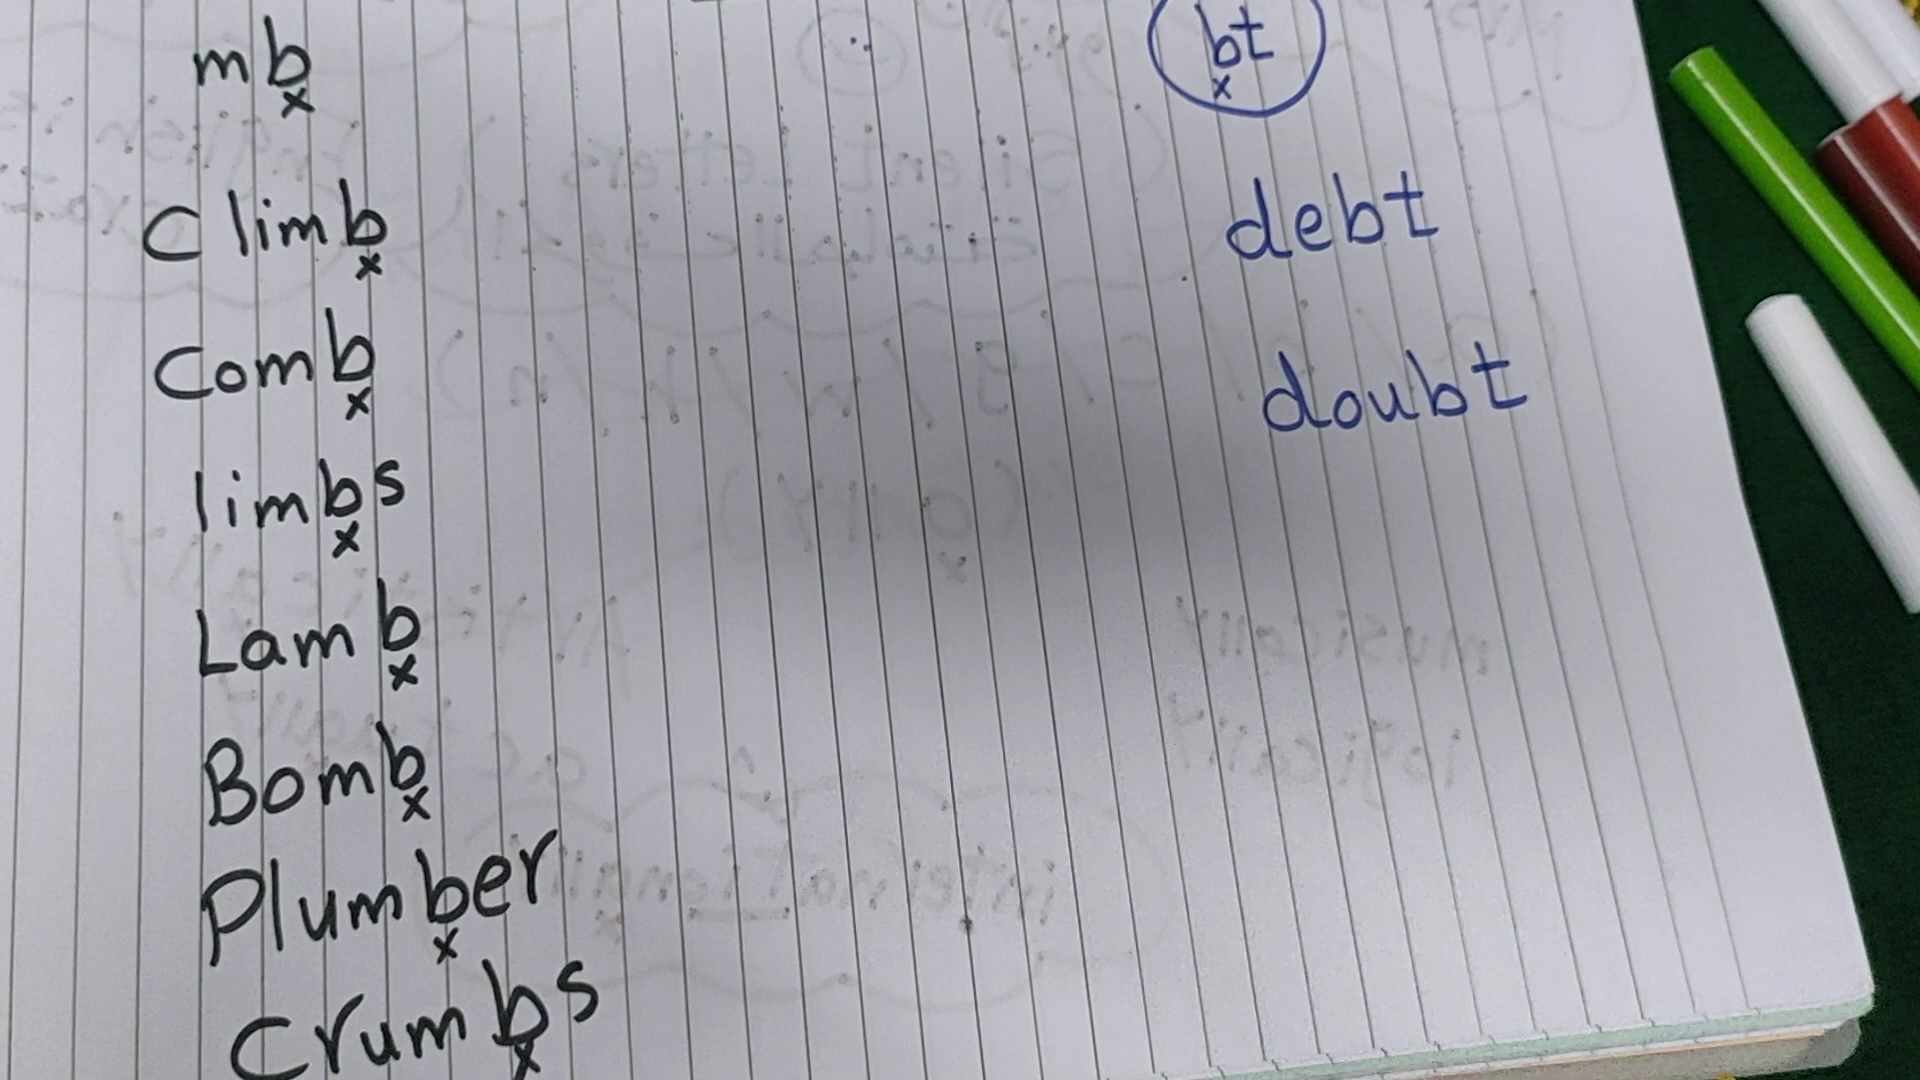 mb
x
Climb
x
Comb
x
limbs
x
Lamb
x
Bomb
x
Plumber
x
Crumbs
x
bt
x
debt
doubt